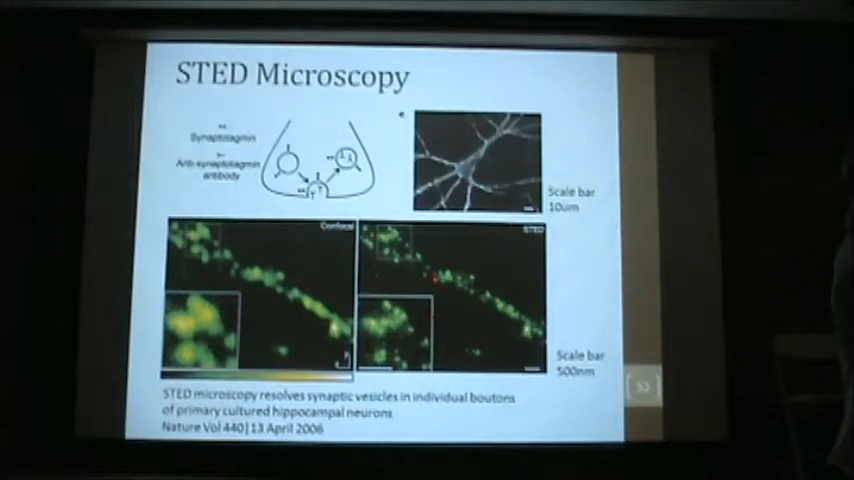 STED Microscopy
Synaptotagmin
Anti-synaptotagmin
antibody
Scale bar
10um
Confocal
STED
Scale bar
500nm
STED microscopy resolves synaptic vesicles in individual boutons
of primary cultured hippocampal neurons
Nature Vol 440|13 April 2006